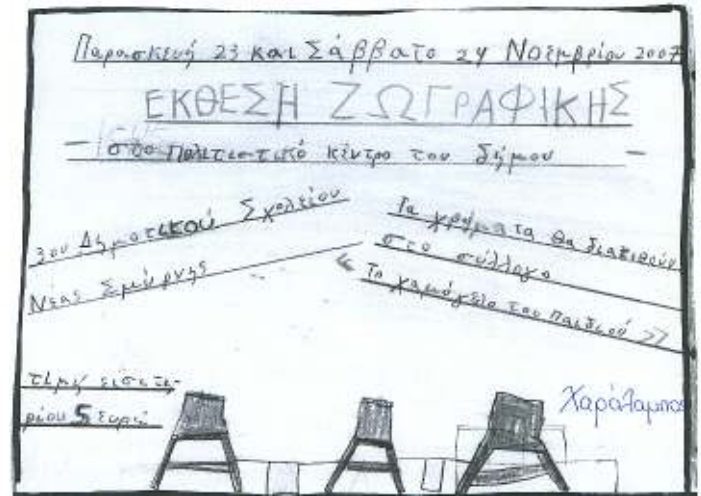 Παρασκευή 23 και Σάββατο 24 Νοεμβρίου 2007
ΕΚΘΕΣΗ ΖΩΓΡΑΦΙΚΗΣ
– στο Πολιτιστικό κέντρο του Δήμου –
3ου Δημοτικού Σχολείου
Νέας Σμύρνης
Τα χρήματα θα διατεθούν
στο σύλλογο
«Το χαμόγελο του παιδιού»
τιμή εισιτη-
ρίου 5 ευρώ
Χαράλαμπος